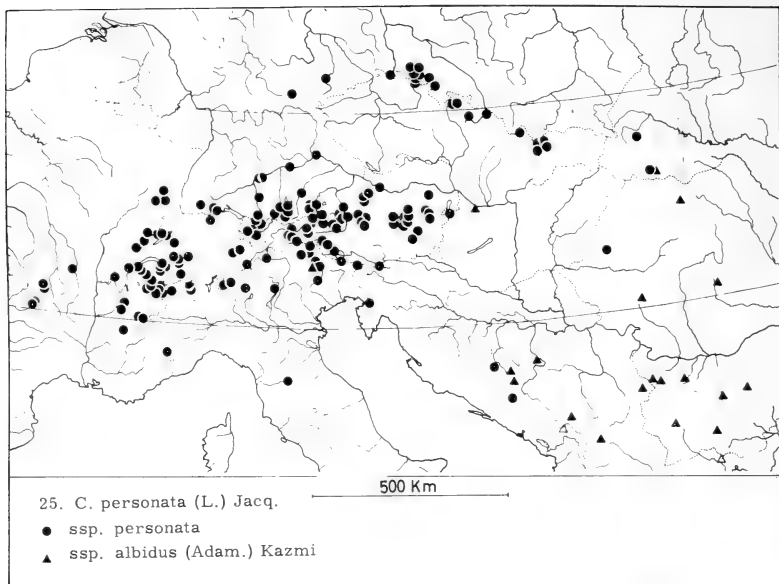 500 Km
25. C. personata (L.) Jacq.
● ssp. personata
▲ ssp. albidus (Adam.) Kazmi